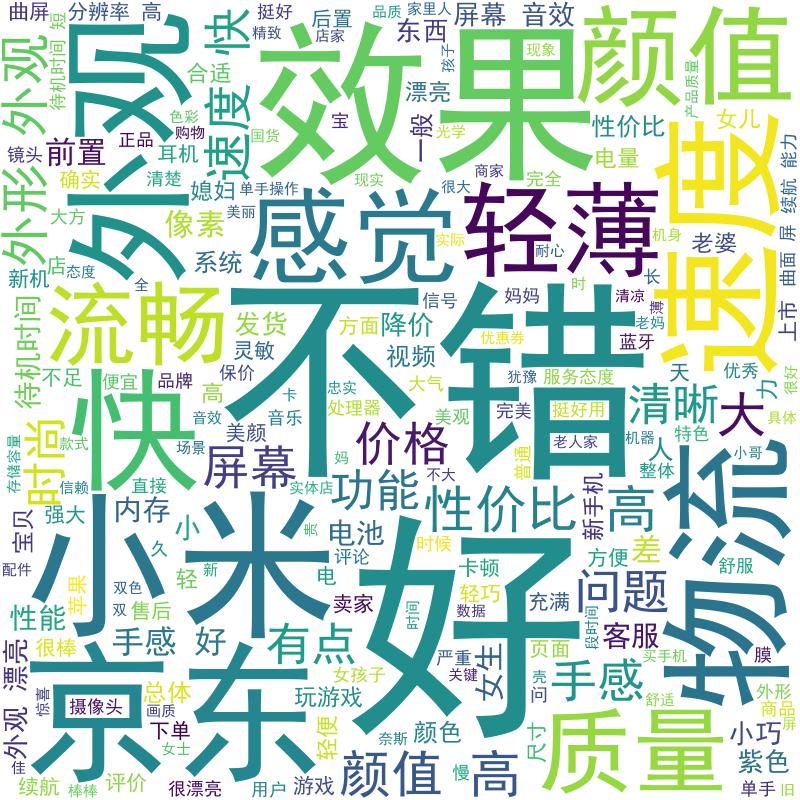 曲屏
分辨率 高
挺好
后置
品质
家里人
屏幕 音效
精致
店家
东西
颜值
外观
待机时间 短
外观
快
效果
合适
速度
漂亮
孩子
现象
产品质量
色彩
国货
宝
一般
性价比
女儿
镜头
前置
正品
购物
耳机
光学
电量
能力
外形
确实
清楚
媳妇
单手操作
现实
很大
商家
完全
续航
速度
大方
像素
美丽
感觉
轻薄
老婆
屏
曲面
新机
店
态度
系统
实际
耐心
机身
上市
全
流畅
信号
妈妈
时
清凉
薄
长
老妈
蓝牙
待机时间
发货
方面
降价
优惠券
不错
灵敏
视频
犹豫
服务态度
天
优秀
很好
不足
便宜
品牌
保价
高
卡
忠实
大气
快
清晰
大
力
具体
时尚
音效
音乐
处理器
美观
完美
挺好用
特色
款式
美颜
价格
普通
老人家
机器
人
小哥
存储容量
场景
妈
不大
整体
信赖
屏幕
实体店
功能
性价比
新手机
高
物流
强大
直接
内存
小米
贵
宝贝
小
电池
好
久
评论
时候
卡顿
方便
差
舒服
配件
双色
轻
新
电
轻巧
问题
苹果
双
售后
卖家
时间
数据
充满
性能
段时间
很棒
手感 好
有点
严重
页面
客服
买手机
膜
外观 漂亮
京东
女孩子
关键
女生
壳
手感
惊喜
摄像头
总体
玩游戏
问
舒适
外形
画质
轻便
商品
佳
下单
女士
奈斯
颜色
尺寸
质量
小巧
屏
紫色
续航
棒棒
评价
很漂亮
用户
游戏
颜值 高
慢
单手
旧